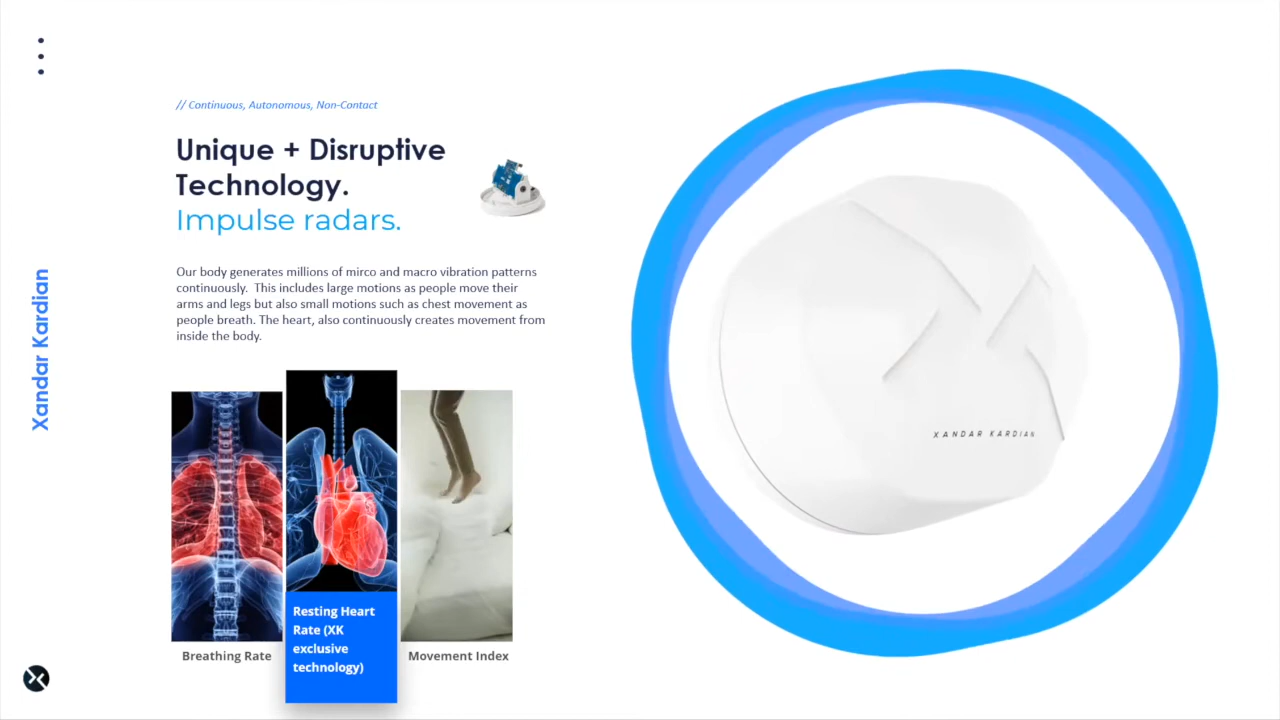 // Continuous, Autonomous, Non-Contact
Unique + Disruptive
Technology.
Impulse radars.
Our body generates millions of mirco and macro vibration patterns
continuously.  This includes large motions as people move their
arms and legs but also small motions such as chest movement as
people breath. The heart, also continuously creates movement from
inside the body.
Xandar Kardian
Breathing Rate
Resting Heart
Rate (XK
exclusive
technology)
Movement Index
XANDAR KARDIAN